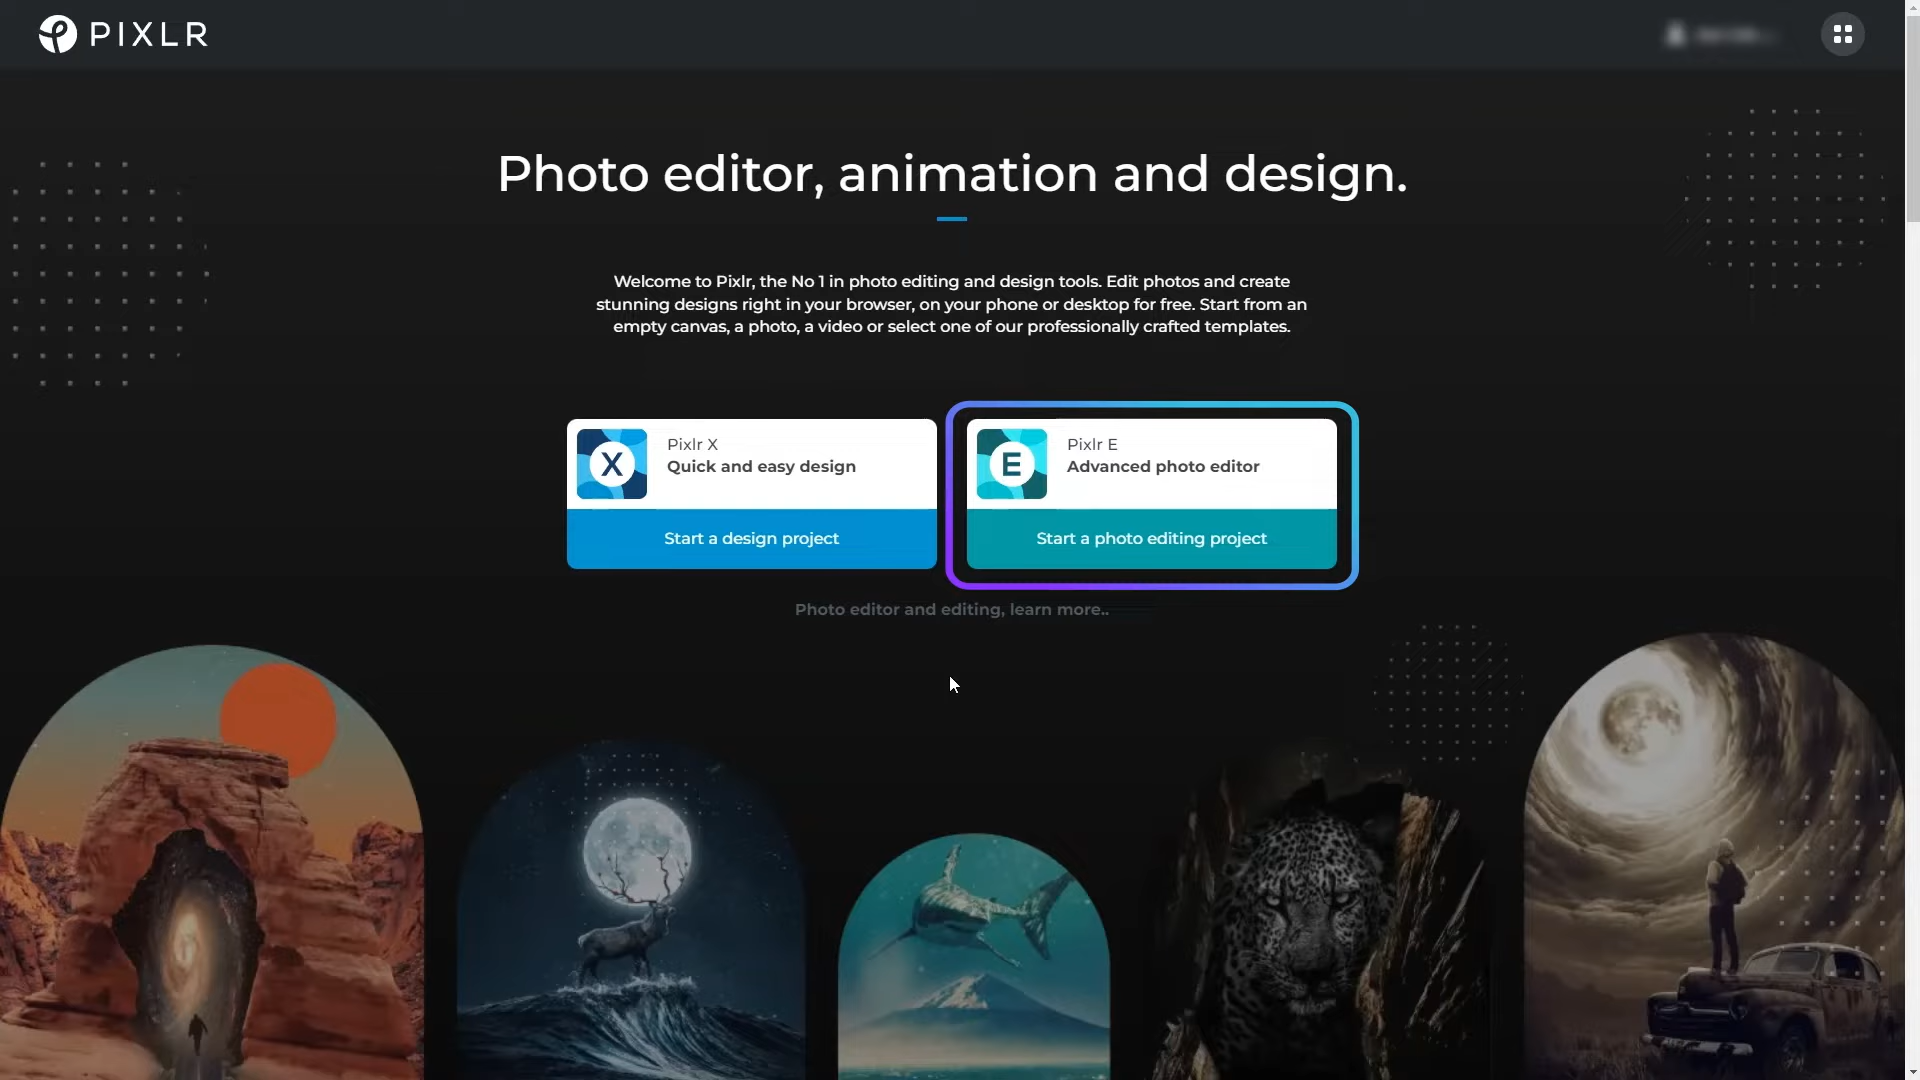 PIXLR
Photo editor, animation and design.
Welcome to Pixlr, the No 1 in photo editing and design tools. Edit photos and create
stunning designs right in your browser, on your phone or desktop for free. Start from an
empty canvas, a photo, a video or select one of our professionally crafted templates.
X
Pixlr X
Quick and easy design
Start a design project
E
Pixlr E
Advanced photo editor
Start a photo editing project
Photo editor and editing, learn more..